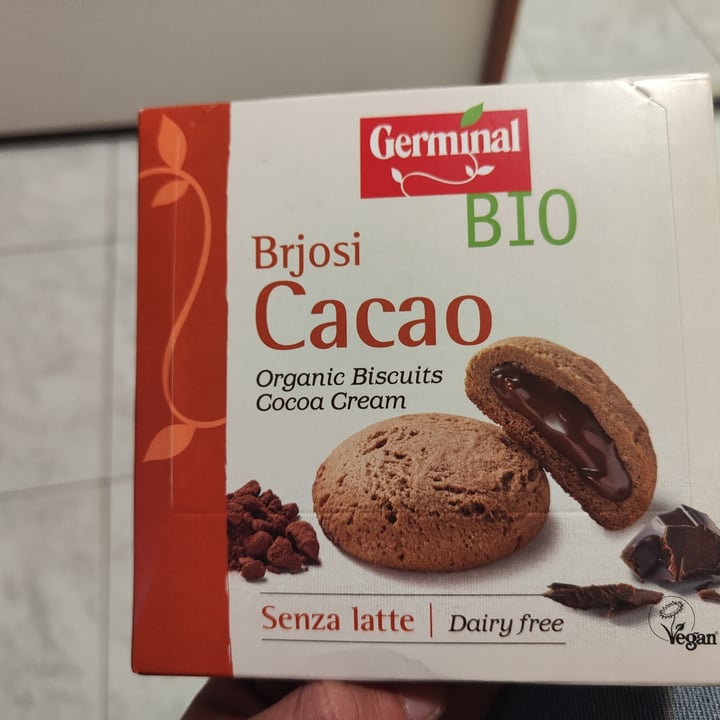 Germinal
BIO
Brjosi
Cacao
Organic Biscuits
Cocoa Cream
Senza latte | Dairy free
Vegan